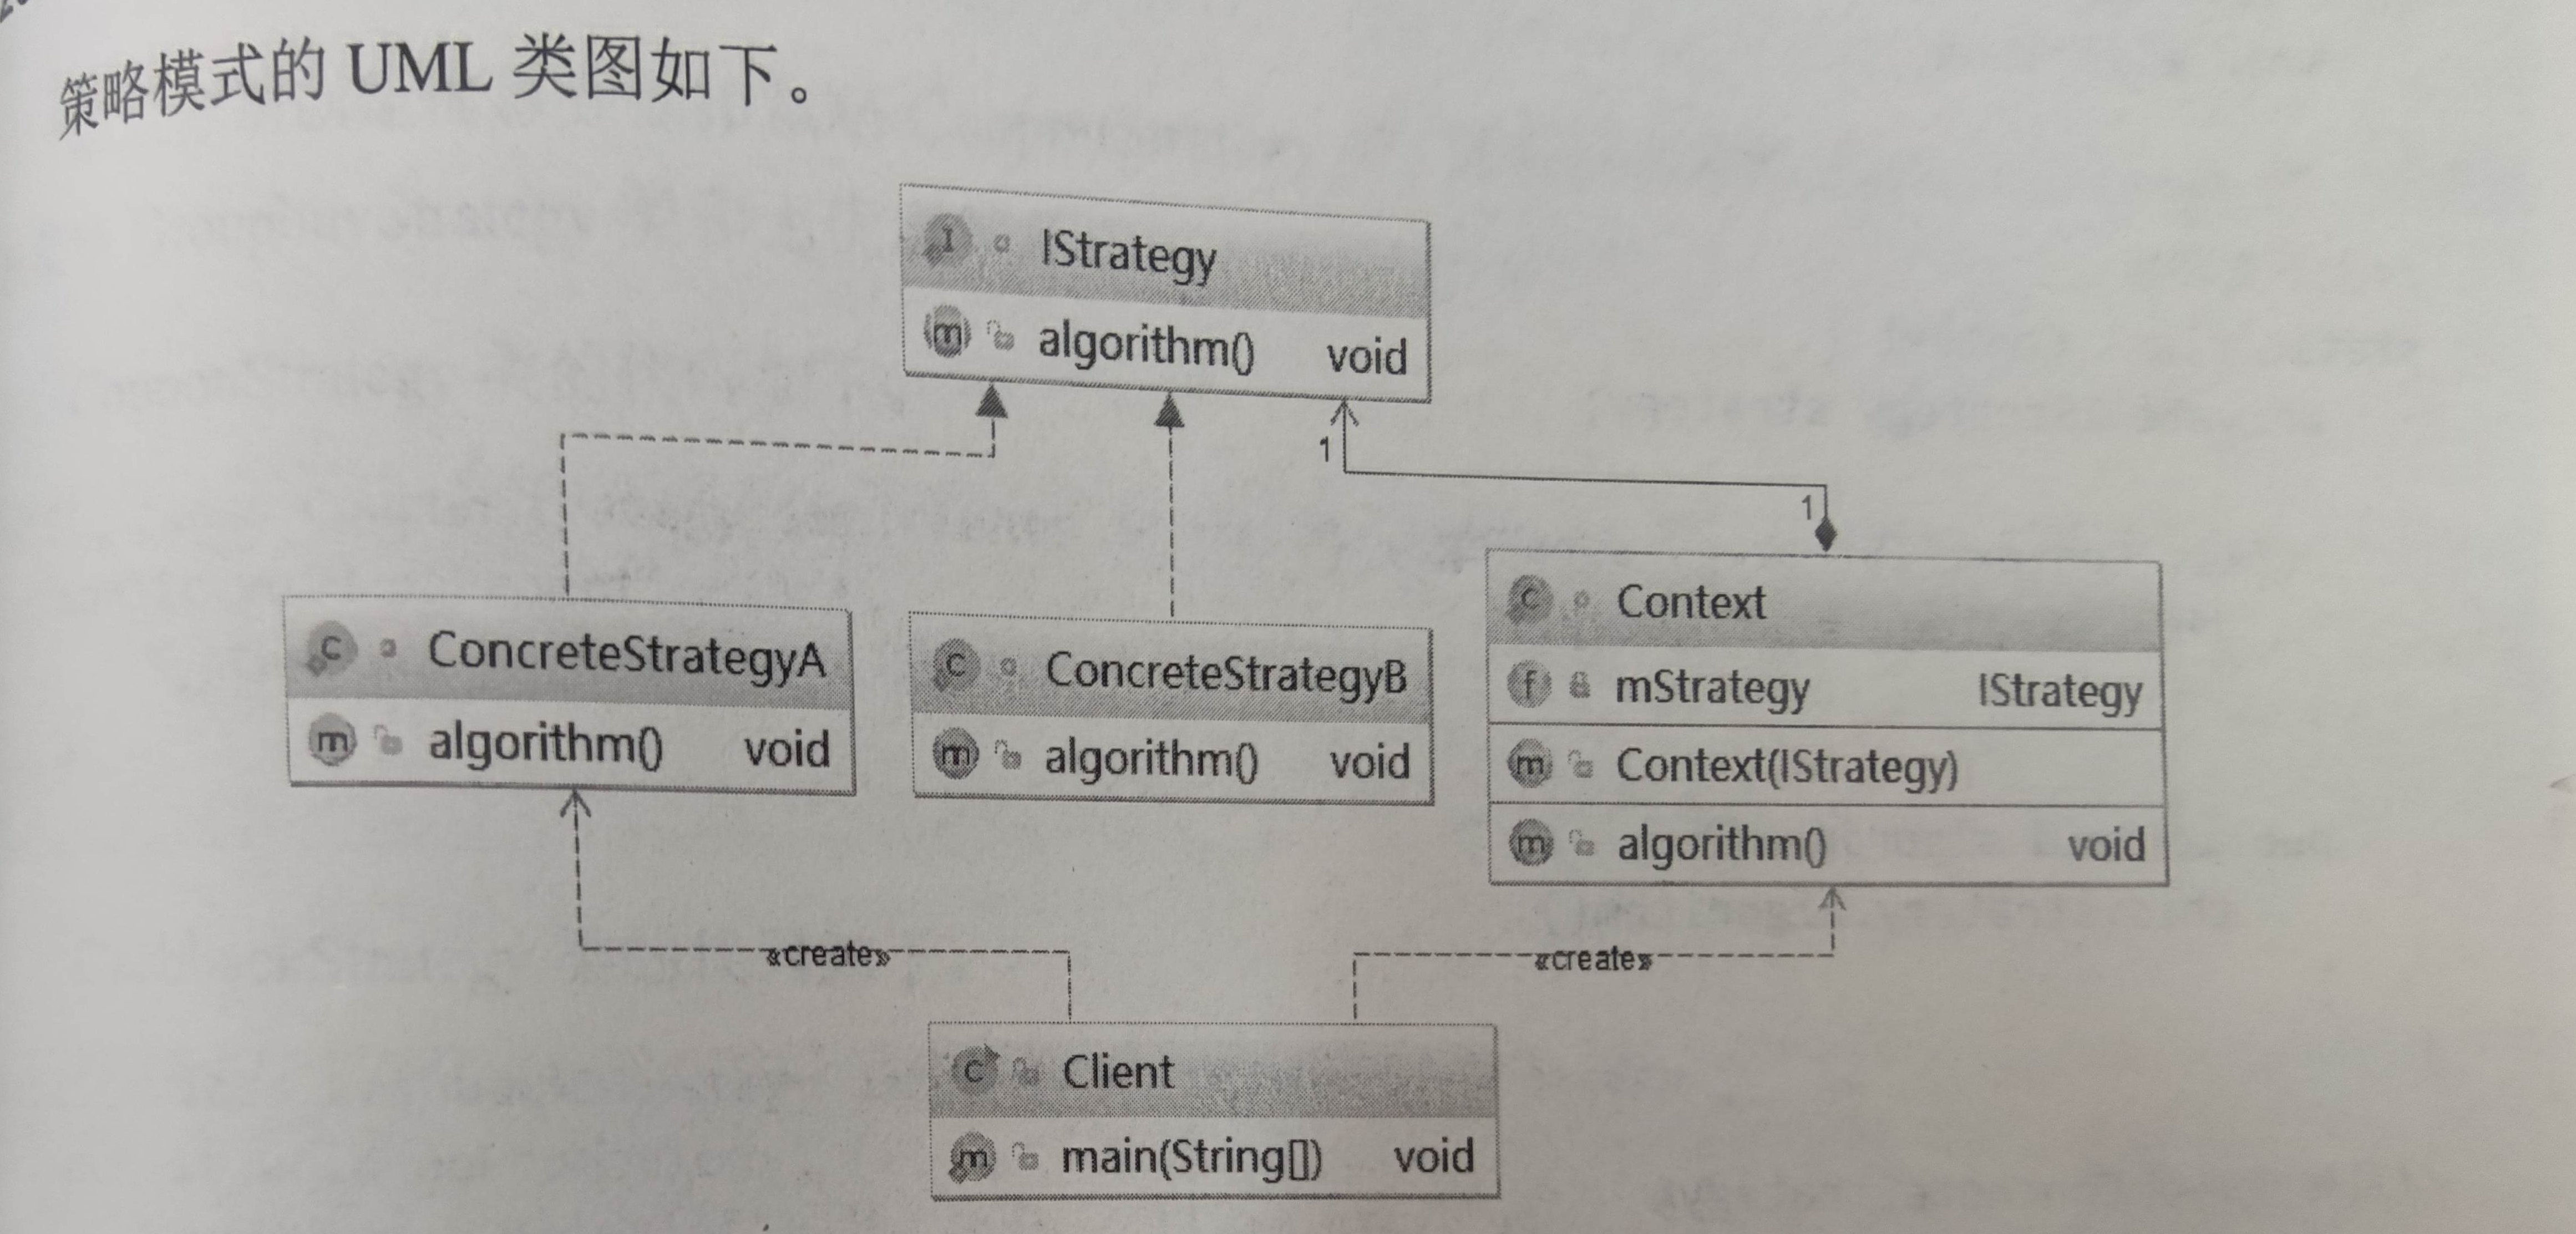 策略模式的 UML 类图如下。
IStrategy
algorithm() void
1
1
Context
mStrategy IStrategy
Context(IStrategy)
algorithm() void
ConcreteStrategyA
algorithm() void
ConcreteStrategyB
algorithm() void
«create»
«create»
Client
main(String[]) void